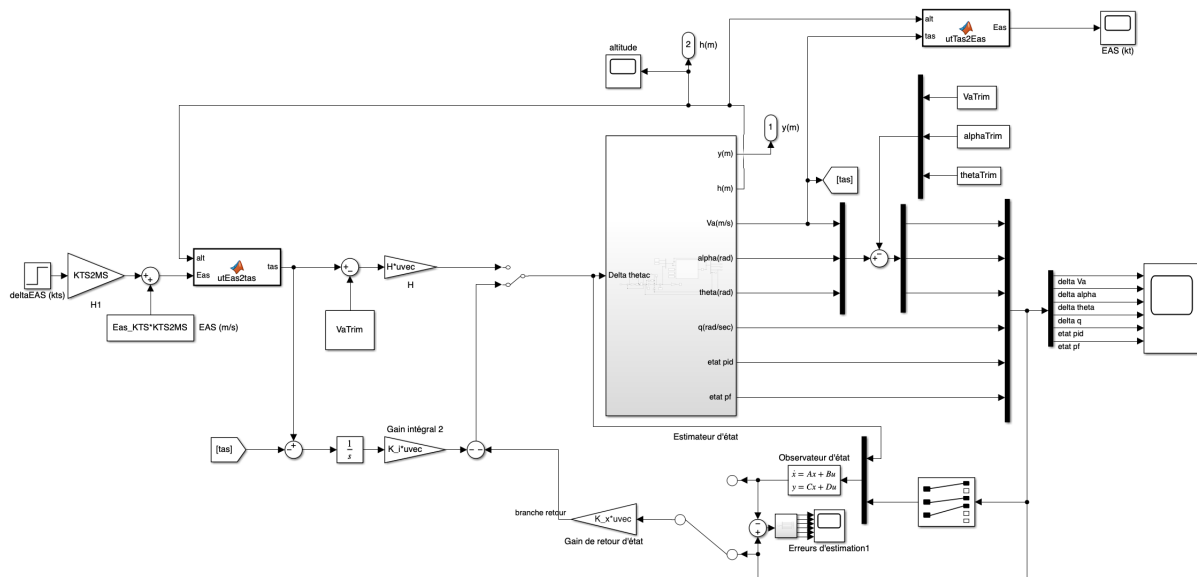 alt
tas
utTas2Eas
Eas
EAS (kt)
altitude
2
h(m)
VaTrim
alphaTrim
thetaTrim
1
y(m)
[tas]
y(m)
h(m)
Va(m/s)
alpha(rad)
theta(rad)
q(rad/sec)
etat pid
etat pf
Delta thetac
deltaEAS (kts)
KTS2MS
H1
Eas_KTS*KTS2MS
EAS (m/s)
alt
Eas
utEas2tas
tas
VaTrim
H*uvec
H
delta Va
delta alpha
delta theta
delta q
etat pid
etat pf
[tas]
1
s
Gain intégral 2
K_i*uvec
Estimateur d'état
Observateur d'état
ẋ = Ax + Bu
y = Cx + Du
branche retour
K_x*uvec
Gain de retour d'état
Erreurs d'estimation1